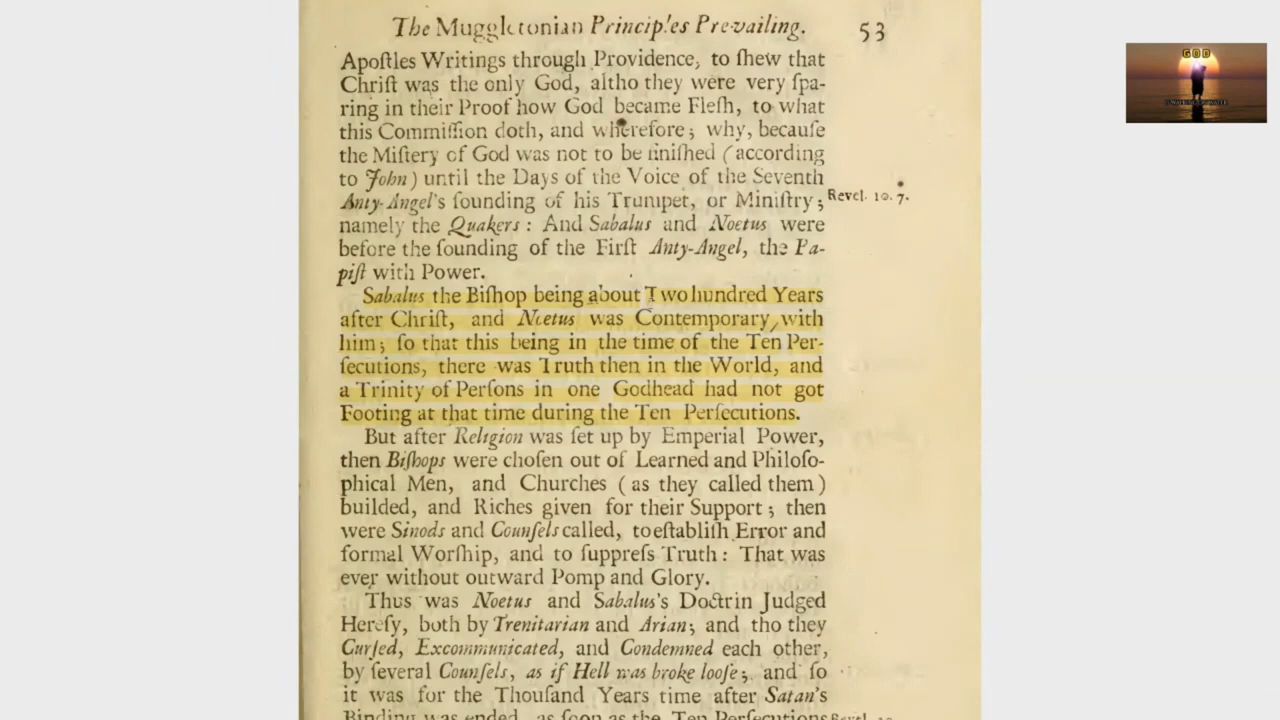 The Muggletonian Principles Prevailing. 53
Apoſtles Writings through Providence, to ſhew that
Chriſt was the only God, altho they were very ſpa-
ring in their Proof how God became Fleſh, to what
this Commiſſion doth, and wherefore; why, becauſe
the Miſtery of God was not to be finiſhed (according
to John) until the Days of the Voice of the Seventh
Anty-Angel's ſounding of his Trumpet, or Miniſtry; Revel. 10. 7.
namely the Quakers: And Sabalus and Noetus were
before the ſounding of the Firſt Anty-Angel, the Pa-
piſt with Power.
Sabalus the Biſhop being about Two hundred Years
after Chriſt, and Noetus was Contemporary with
him; ſo that this being in the time of the Ten Per-
ſecutions, there was Truth then in the World, and
a Trinity of Perſons in one Godhead had not got
Footing at that time during the Ten Perſecutions.
But after Religion was ſet up by Emperial Power,
then Biſhops were choſen out of Learned and Philoſo-
phical Men, and Churches (as they called them)
builded, and Riches given for their Support; then
were Sinods and Counſels called, to eſtabliſh Error and
formal Worſhip, and to ſuppreſs Truth: That was
ever without outward Pomp and Glory.
Thus was Noetus and Sabalus's Doctrin Judged
Hereſy, both by Trenitarian and Arian; and tho they
Curſed, Excommunicated, and Condemned each other,
by ſeveral Counſels, as if Hell was broke looſe; and ſo
it was for the Thouſand Years time after Satan's
Binding was ended, as ſoon as the Ten Perſecutions Revel. 20.
GOD